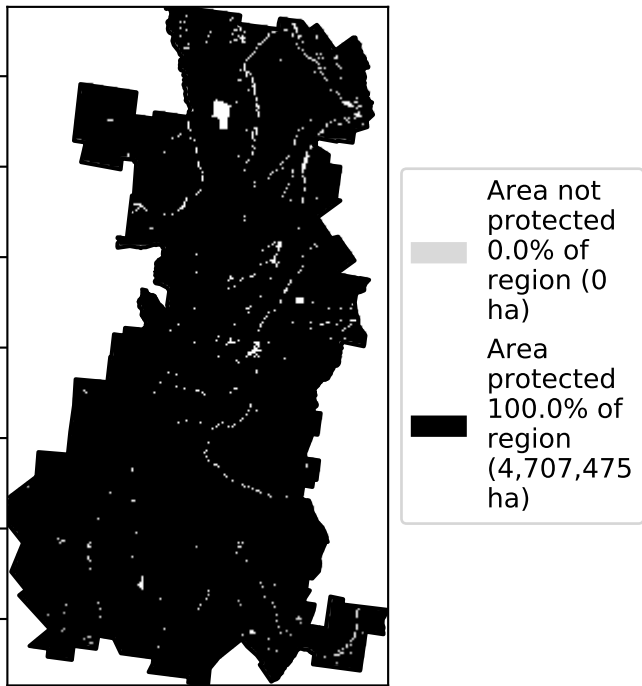 Area not
protected
0.0% of
region (0
ha)
Area
protected
100.0% of
region
(4,707,475
ha)